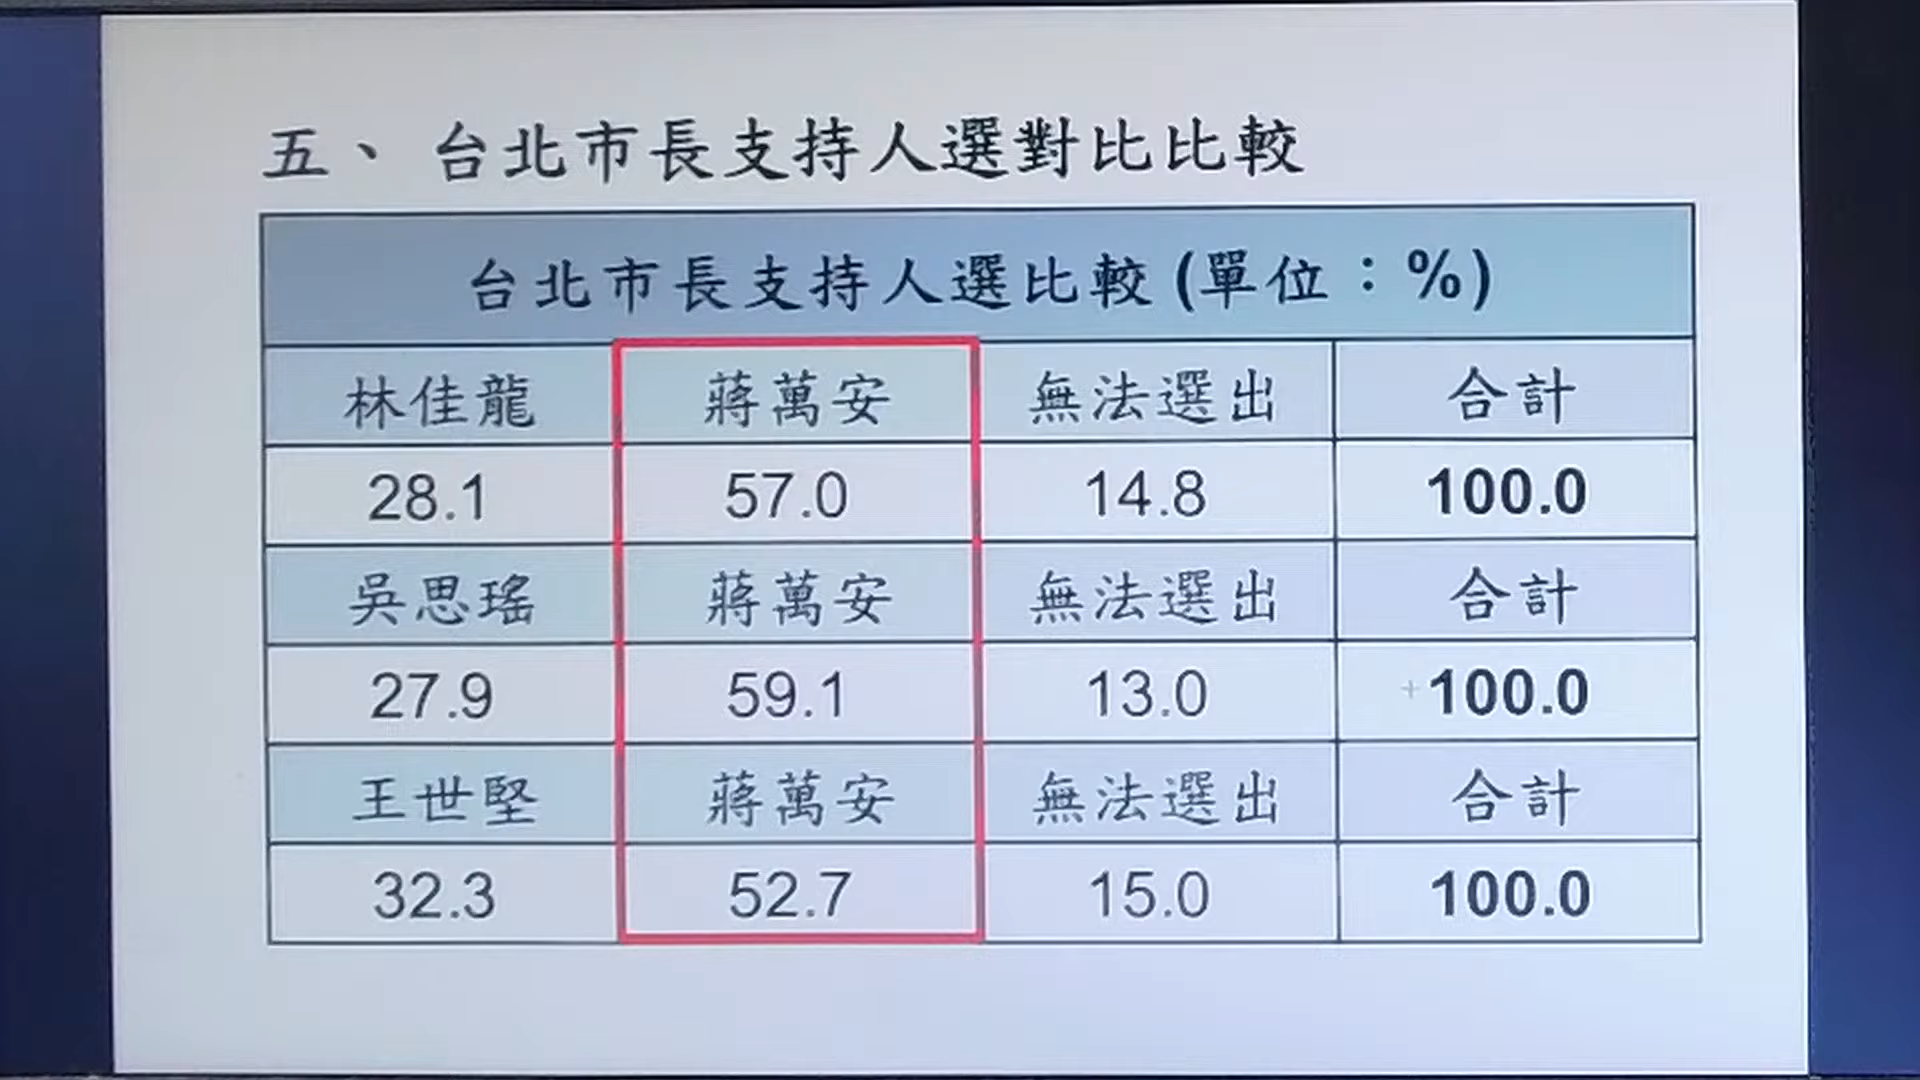 五、 台北市長支持人選對比比較
台北市長支持人選比較 (單位：%)
林佳龍 蔣萬安 無法選出 合計
28.1 57.0 14.8 100.0
吳思瑤 蔣萬安 無法選出 合計
27.9 59.1 13.0 100.0
王世堅 蔣萬安 無法選出 合計
32.3 52.7 15.0 100.0